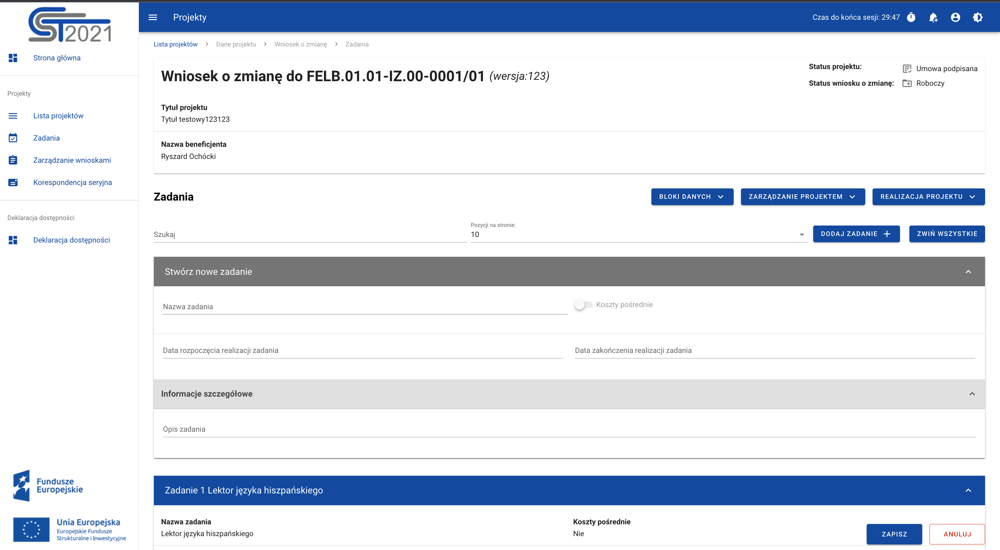 CST2021
Projekty
Czas do końca sesji: 29:47
Strona główna
Projekty
Lista projektów
Zadania
Zarządzanie wnioskami
Korespondencja seryjna
Deklaracja dostępności
Deklaracja dostępności
Fundusze
Europejskie
Unia Europejska
Europejskie Fundusze
Strukturalne i Inwestycyjne
Lista projektów > Dane projektu > Wniosek o zmianę > Zadania
Wniosek o zmianę do FELB.01.01-IZ.00-0001/01 (wersja:123)
Status projektu: Umowa podpisana
Status wniosku o zmianę: Roboczy
Tytuł projektu
Tytuł testowy123123
Nazwa beneficjenta
Ryszard Ochócki
Zadania
BLOKI DANYCH
ZARZĄDZANIE PROJEKTEM
REALIZACJA PROJEKTU
Szukaj
Pozycji na stronie:
10
DODAJ ZADANIE
ZWIŃ WSZYSTKIE
Stwórz nowe zadanie
Nazwa zadania
Koszty pośrednie
Data rozpoczęcia realizacji zadania
Data zakończenia realizacji zadania
Informacje szczegółowe
Opis zadania
Zadanie 1 Lektor języka hiszpańskiego
Nazwa zadania
Lektor języka hiszpańskiego
Koszty pośrednie
Nie
ZAPISZ
ANULUJ